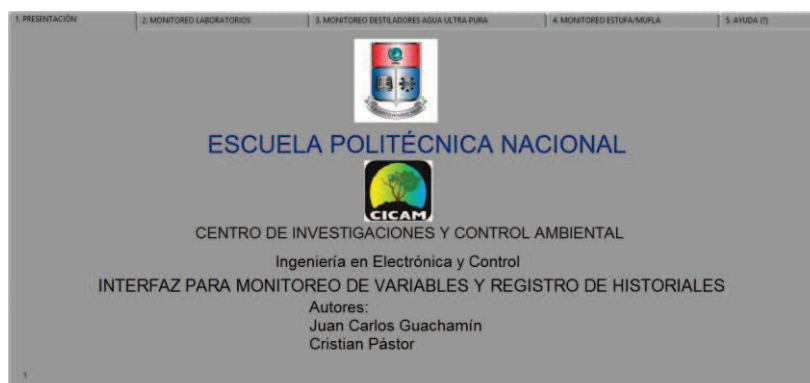 1. PRESENTACIÓN
2. MONITOREO LABORATORIOS
3. MONITOREO DESTILADORES AGUA ULTRA PURA
4. MONITOREO ESTUFA/MUFLA
5. AYUDA (?)
ESCUELA POLITÉCNICA NACIONAL
CICAM
CENTRO DE INVESTIGACIONES Y CONTROL AMBIENTAL
Ingeniería en Electrónica y Control
INTERFAZ PARA MONITOREO DE VARIABLES Y REGISTRO DE HISTORIALES
Autores:
Juan Carlos Guachamín
Cristian Pástor
1